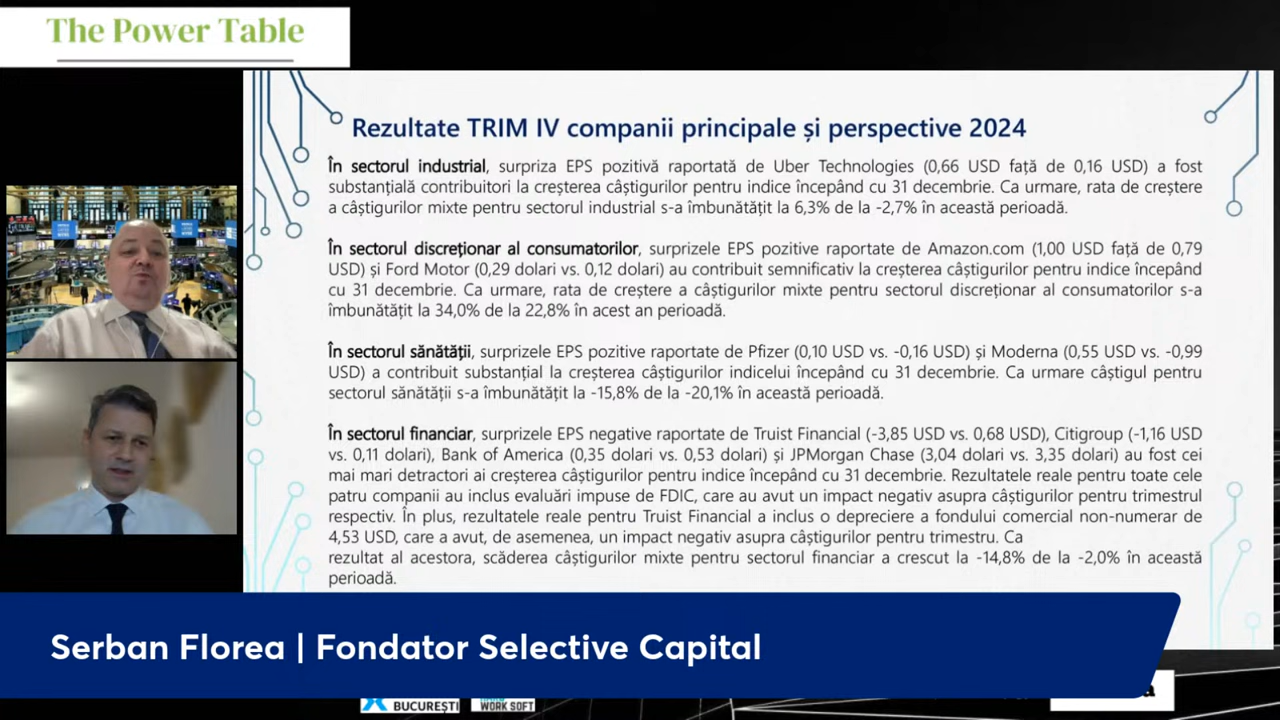 The Power Table
Rezultate TRIM IV companii principale și perspective 2024
În sectorul industrial, surpriza EPS pozitivă raportată de Uber Technologies (0,66 USD față de 0,16 USD) a fost
substanțială contribuitori la creșterea câștigurilor pentru indice începând cu 31 decembrie. Ca urmare, rata de creștere
a câștigurilor mixte pentru sectorul industrial s-a îmbunătățit la 6,3% de la -2,7% în această perioadă.
În sectorul discreționar al consumatorilor, surprizele EPS pozitive raportate de Amazon.com (1,00 USD față de 0,79
USD) și Ford Motor (0,29 dolari vs. 0,12 dolari) au contribuit semnificativ la creșterea câștigurilor pentru indice începând
cu 31 decembrie. Ca urmare, rata de creștere a câștigurilor mixte pentru sectorul discreționar al consumatorilor s-a
îmbunătățit la 34,0% de la 22,8% în acest an perioadă.
În sectorul sănătății, surprizele EPS pozitive raportate de Pfizer (0,10 USD vs. -0,16 USD) și Moderna (0,55 USD vs. -0,99
USD) a contribuit substanțial la creșterea câștigurilor indicelui începând cu 31 decembrie. Ca urmare câștigul pentru
sectorul sănătății s-a îmbunătățit la -15,8% de la -20,1% în această perioadă.
În sectorul financiar, surprizele EPS negative raportate de Truist Financial (-3,85 USD vs. 0,68 USD), Citigroup (-1,16 USD
vs. 0,11 dolari), Bank of America (0,35 dolari vs. 0,53 dolari) și JPMorgan Chase (3,04 dolari vs. 3,35 dolari) au fost cei
mai mari detractori ai creșterea câștigurilor pentru indice începând cu 31 decembrie. Rezultatele reale pentru toate cele
patru companii au inclus evaluări impuse de FDIC, care au avut un impact negativ asupra câștigurilor pentru trimestrul
respectiv. În plus, rezultatele reale pentru Truist Financial a inclus o depreciere a fondului comercial non-numerar de
4,53 USD, care a avut, de asemenea, un impact negativ asupra câștigurilor pentru trimestru. Ca
rezultat al acestora, scăderea câștigurilor mixte pentru sectorul financiar a crescut la -14,8% de la -2,0% în această
perioadă.
Serban Florea | Fondator Selective Capital
BUCUREȘTI
WORK SOFT